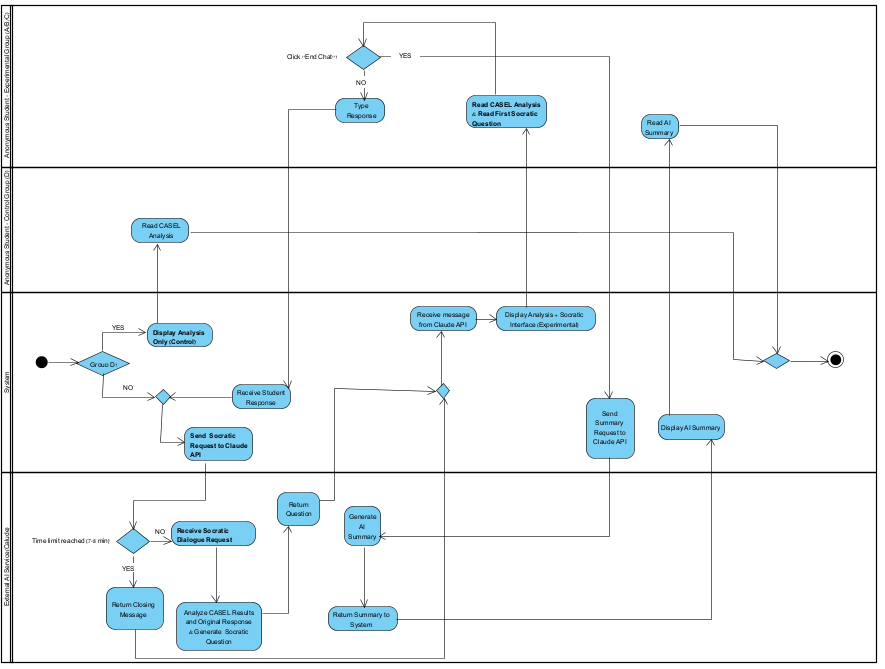 Anonymous Student - Experimental Group (A/B/C)
Click «End Chat»
YES
NO
Type
Response
Read CASEL Analysis
& Read First Socratic
Question
Read AI
Summary
Anonymous Student - Control Group (D)
Read CASEL
Analysis
System
YES
Display Analysis
Only (Control)
Group D
NO
Receive Student
Response
Send Socratic
Request to Claude
API
Receive message
from Claude API
Display Analysis + Socratic
Interface (Experimental)
Send
Summary
Request to
Claude API
Display AI Summary
External AI Service
Time limit reached (7-8 min)
NO
YES
Receive Socratic
Dialogue Request
Return
Question
Generate
AI
Summary
Return Closing
Message
Analyze CASEL Results
and Original Response
& Generate Socratic
Question
Return Summary to
System